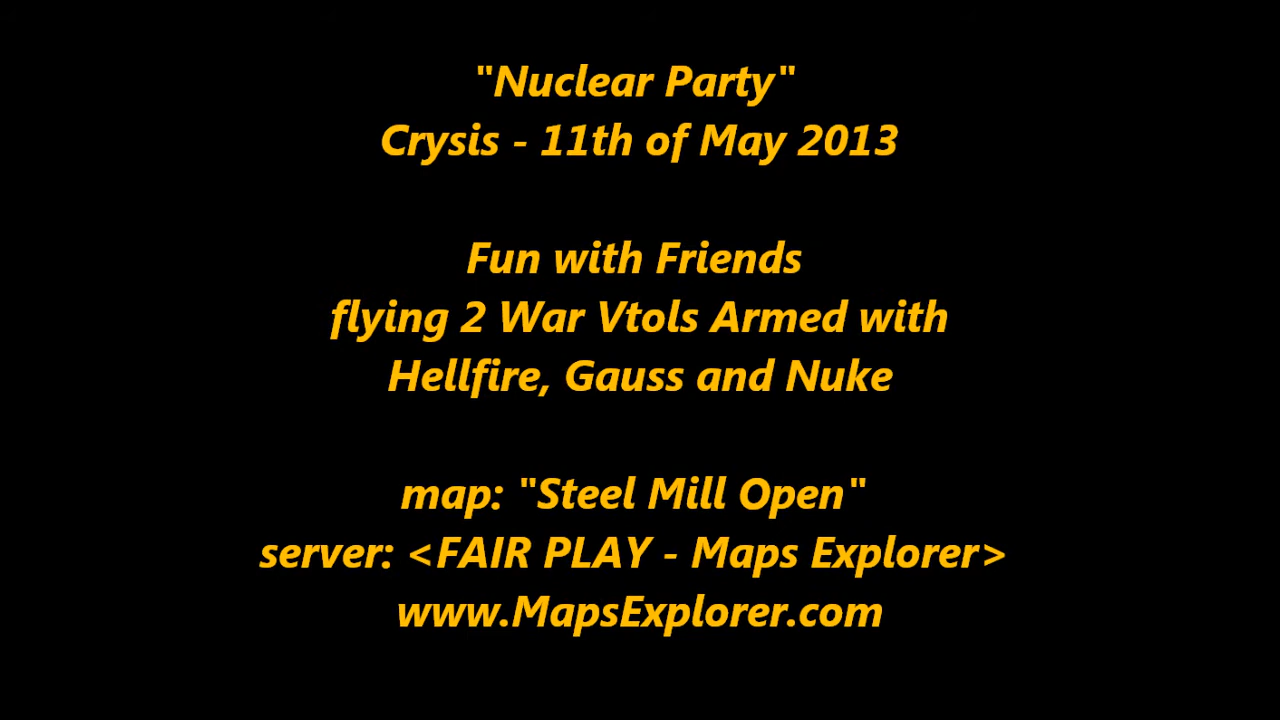 "Nuclear Party"
Crysis - 11th of May 2013
Fun with Friends
flying 2 War Vtols Armed with
Hellfire, Gauss and Nuke
map: "Steel Mill Open"
server: <FAIR PLAY - Maps Explorer>
www.MapsExplorer.com